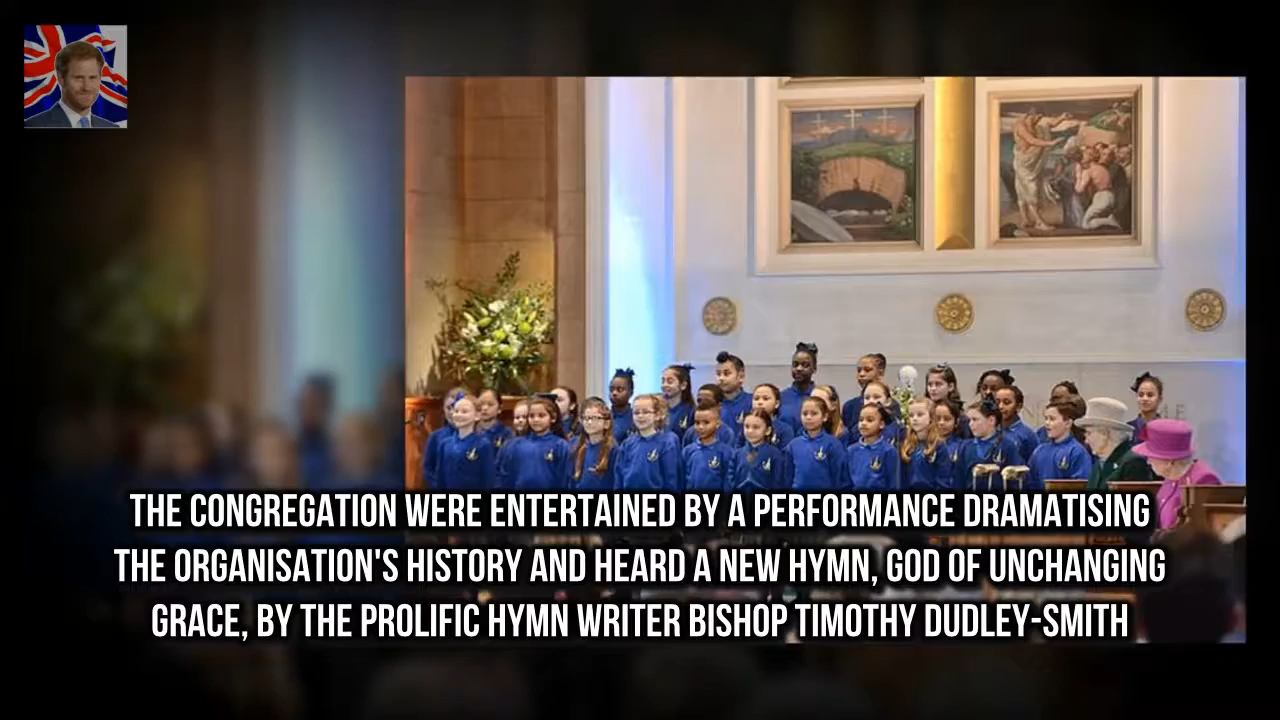 THE CONGREGATION WERE ENTERTAINED BY A PERFORMANCE DRAMATISING
THE ORGANISATION'S HISTORY AND HEARD A NEW HYMN, GOD OF UNCHANGING
GRACE, BY THE PROLIFIC HYMN WRITER BISHOP TIMOTHY DUDLEY-SMITH